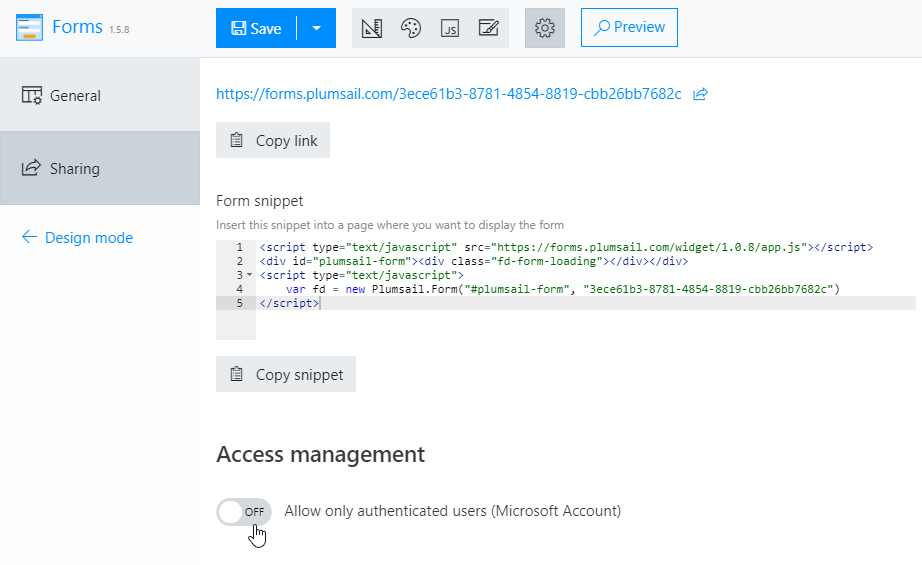 Forms 1.5.8
Save
JS
Preview
General
Sharing
Design mode
https://forms.plumsail.com/3ece61b3-8781-4854-8819-cbb26bb7682c
Copy link
Form snippet
Insert this snippet into a page where you want to display the form
1 <script type="text/javascript" src="https://forms.plumsail.com/widget/1.0.8/app.js"></script>
2 <div id="plumsail-form"><div class="fd-form-loading"></div></div>
3 <script type="text/javascript">
4 var fd = new Plumsail.Form("#plumsail-form", "3ece61b3-8781-4854-8819-cbb26bb7682c")
5 </script>
Copy snippet
Access management
OFF Allow only authenticated users (Microsoft Account)